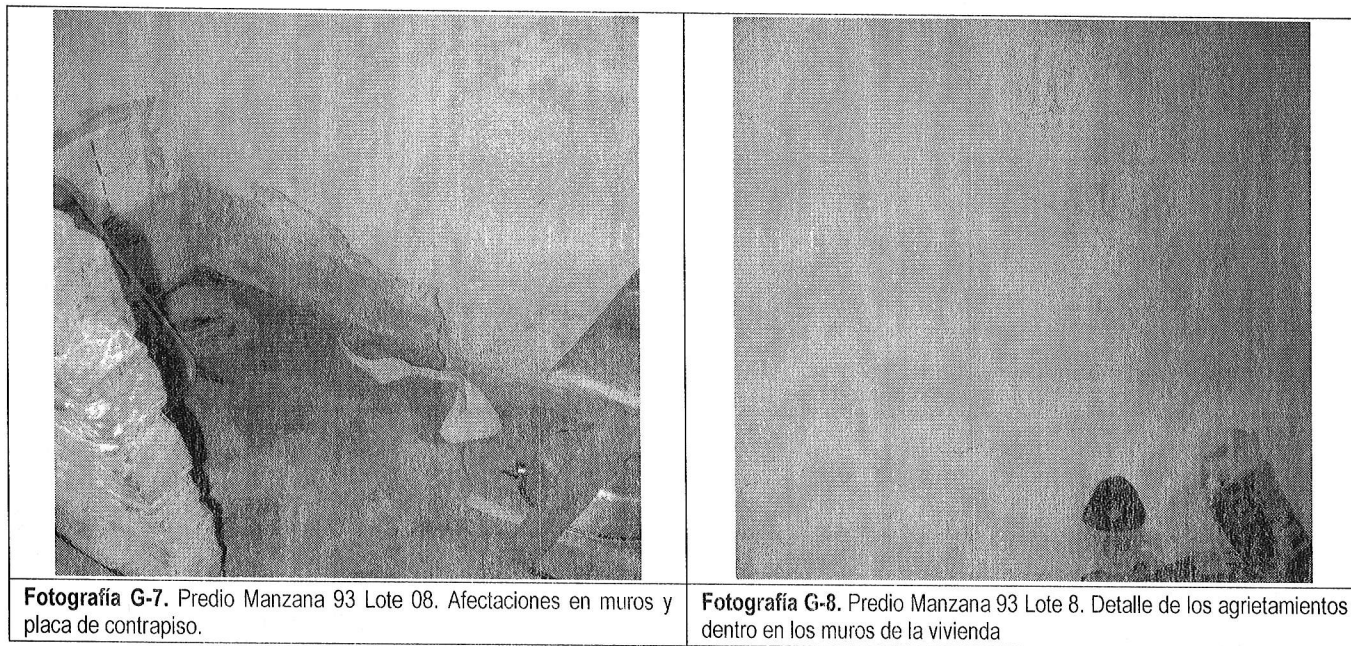 Fotografía G-7. Predio Manzana 93 Lote 08. Afectaciones en muros y
placa de contrapiso.
Fotografía G-8. Predio Manzana 93 Lote 8. Detalle de los agrietamientos
dentro en los muros de la vivienda